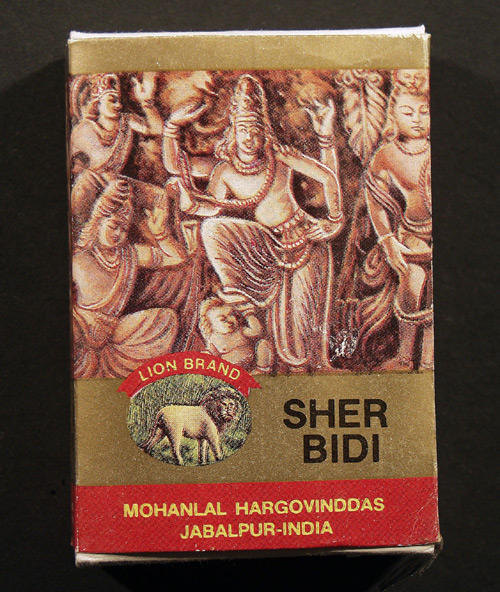 LION BRAND
SHER
BIDI
MOHANLAL HARGOVINDDAS
JABALPUR-INDIA